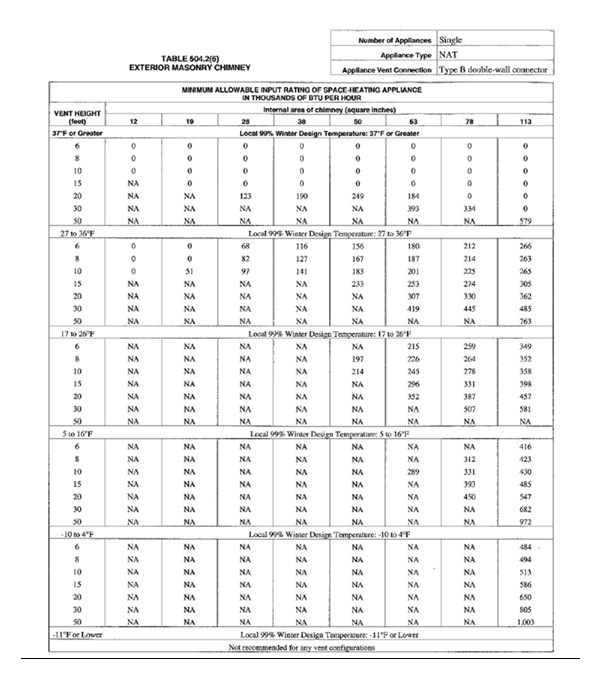 Number of Appliances Single
Appliance Type NAT
Appliance Vent Connection Type B double-wall connector
TABLE 504.2(6)
EXTERIOR MASONRY CHIMNEY
MINIMUM ALLOWABLE INPUT RATING OF SPACE-HEATING APPLIANCE
IN THOUSANDS OF BTU PER HOUR
VENT HEIGHT
(feet)
Internal area of chimney (square inches)
12 19 28 38 50 63 78 113
37°F or Greater Local 99% Winter Design Temperature: 37°F or Greater
6 0 0 0 0 0 0 0 0
8 0 0 0 0 0 0 0 0
10 0 0 0 0 0 0 0 0
15 NA 0 0 0 0 0 0 0
20 NA NA 123 190 249 184 0 0
30 NA NA NA NA NA 393 334 0
50 NA NA NA NA NA NA NA 579
27 to 36°F Local 99% Winter Design Temperature: 27 to 36°F
6 0 0 68 116 156 180 212 266
8 0 0 82 127 167 187 214 263
10 0 51 97 141 183 201 225 265
15 NA NA NA NA 233 253 274 305
20 NA NA NA NA NA 307 330 362
30 NA NA NA NA NA 419 445 485
50 NA NA NA NA NA NA NA 763
17 to 26°F Local 99% Winter Design Temperature: 17 to 26°F
6 NA NA NA NA NA 215 259 349
8 NA NA NA NA 197 226 264 352
10 NA NA NA NA 214 245 278 358
15 NA NA NA NA NA 296 331 398
20 NA NA NA NA NA 352 387 457
30 NA NA NA NA NA NA 507 581
50 NA NA NA NA NA NA NA NA
5 to 16°F Local 99% Winter Design Temperature: 5 to 16°F
6 NA NA NA NA NA NA NA 416
8 NA NA NA NA NA NA 312 423
10 NA NA NA NA NA 289 331 430
15 NA NA NA NA NA NA 393 485
20 NA NA NA NA NA NA 450 547
30 NA NA NA NA NA NA NA 682
50 NA NA NA NA NA NA NA 972
-10 to 4°F Local 99% Winter Design Temperature: -10 to 4°F
6 NA NA NA NA NA NA NA 484
8 NA NA NA NA NA NA NA 494
10 NA NA NA NA NA NA NA 513
15 NA NA NA NA NA NA NA 586
20 NA NA NA NA NA NA NA 650
30 NA NA NA NA NA NA NA 805
50 NA NA NA NA NA NA NA 1,003
-11°F or Lower Local 99% Winter Design Temperature: -11°F or Lower
Not recommended for any vent configurations